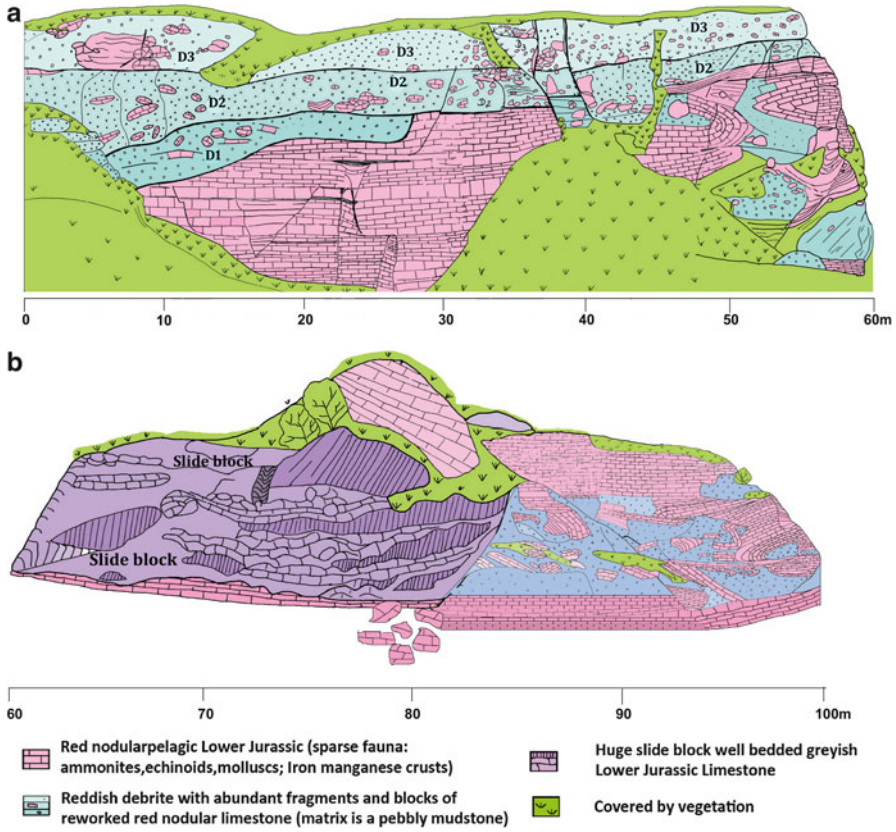 a
D3
D3
D3
D2
D2
D2
D1
0 10 20 30 40 50 60m
b
Slide block
Slide block
60 70 80 90 100m
Red nodularpelagic Lower Jurassic (sparse fauna:
ammonites,echinoids,molluscs; Iron manganese crusts)
Reddish debrite with abundant fragments and blocks of
reworked red nodular limestone (matrix is a pebbly mudstone)
Huge slide block well bedded greyish
Lower Jurassic Limestone
Covered by vegetation